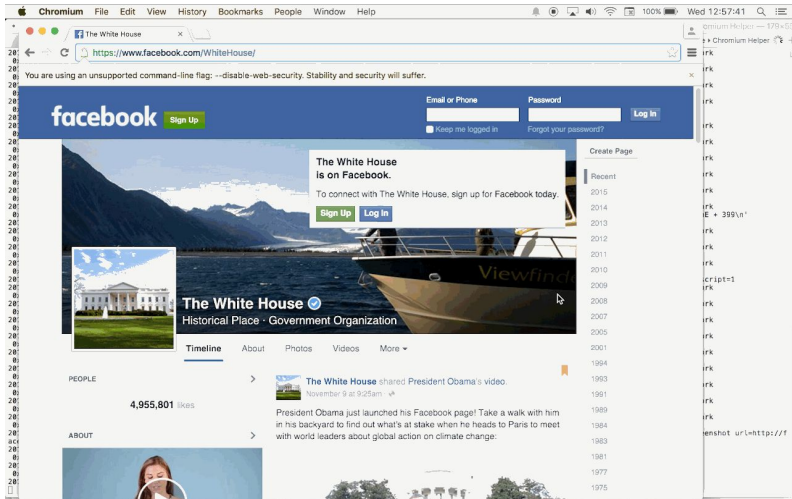 Chromium File Edit View History Bookmarks People Window Help
100% Wed 12:57:41
The White House
https://www.facebook.com/WhiteHouse/
You are using an unsupported command-line flag: --disable-web-security. Stability and security will suffer.
facebook Sign Up
Email or Phone Password
Log In
Keep me logged in Forgot your password?
The White House
is on Facebook.
To connect with The White House, sign up for Facebook today.
Sign Up Log In
Viewfinde
The White House
Historical Place · Government Organization
Timeline About Photos Videos More
PEOPLE
4,955,801 likes
ABOUT
The White House shared President Obama's video.
November 9 at 9:25am
President Obama just launched his Facebook page! Take a walk with him
in his backyard to find out what's at stake when he heads to Paris to meet
with world leaders about global action on climate change:
Create Page
Recent
2015
2014
2013
2012
2011
2010
2009
2008
2007
2005
2001
1994
1993
1991
1989
1984
1983
1981
1977
1975
Chromium Helper
E + 399\n'
cript=1
enshot url=http://f